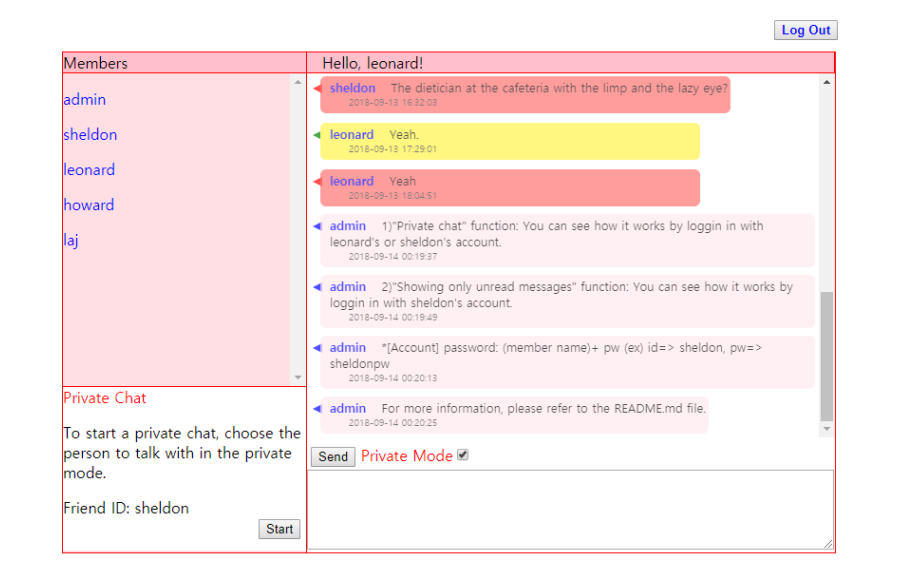 Log Out
Members
Hello, leonard!
admin
sheldon
leonard
howard
laj
Private Chat
To start a private chat, choose the
person to talk with in the private
mode.
Friend ID: sheldon
Start
sheldon The dietician at the cafeteria with the limp and the lazy eye?
2018-09-13 16:32:03
leonard Yeah.
2018-09-13 17:29:01
leonard Yeah
2018-09-13 18:04:51
admin 1)"Private chat" function: You can see how it works by loggin in with
leonard's or sheldon's account.
2018-09-14 00:19:37
admin 2)"Showing only unread messages" function: You can see how it works by
loggin in with sheldon's account.
2018-09-14 00:19:49
admin *[Account] password: (member name)+ pw (ex) id=> sheldon, pw=>
sheldonpw
2018-09-14 00:20:13
admin For more information, please refer to the README.md file.
2018-09-14 00:20:25
Send Private Mode